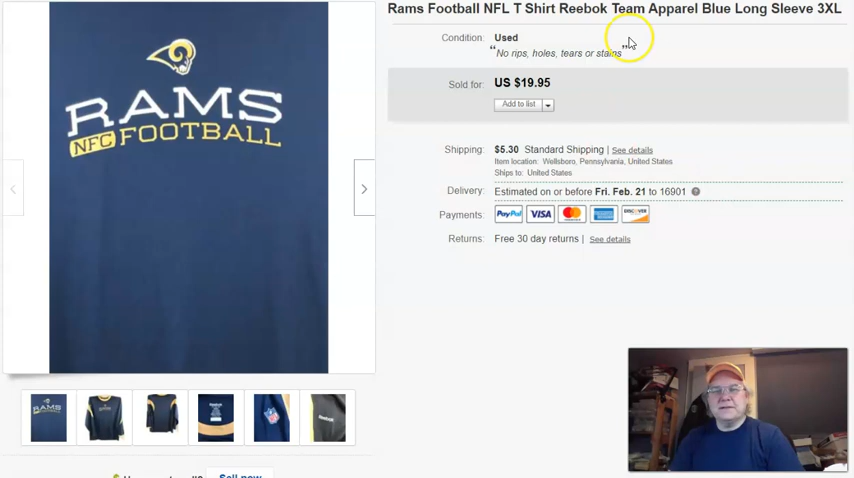 Rams Football NFL T Shirt Reebok Team Apparel Blue Long Sleeve 3XL
Condition: Used
“No rips, holes, tears or stains”
Sold for: US $19.95
Add to list
Shipping: $5.30 Standard Shipping | See details
Item location: Wellsboro, Pennsylvania, United States
Ships to: United States
Delivery: Estimated on or before Fri. Feb. 21 to 16901
Payments: PayPal VISA
Returns: Free 30 day returns | See details
RAMS
NFC FOOTBALL
RAMS
FOOTBALL
Reebok
Sell now